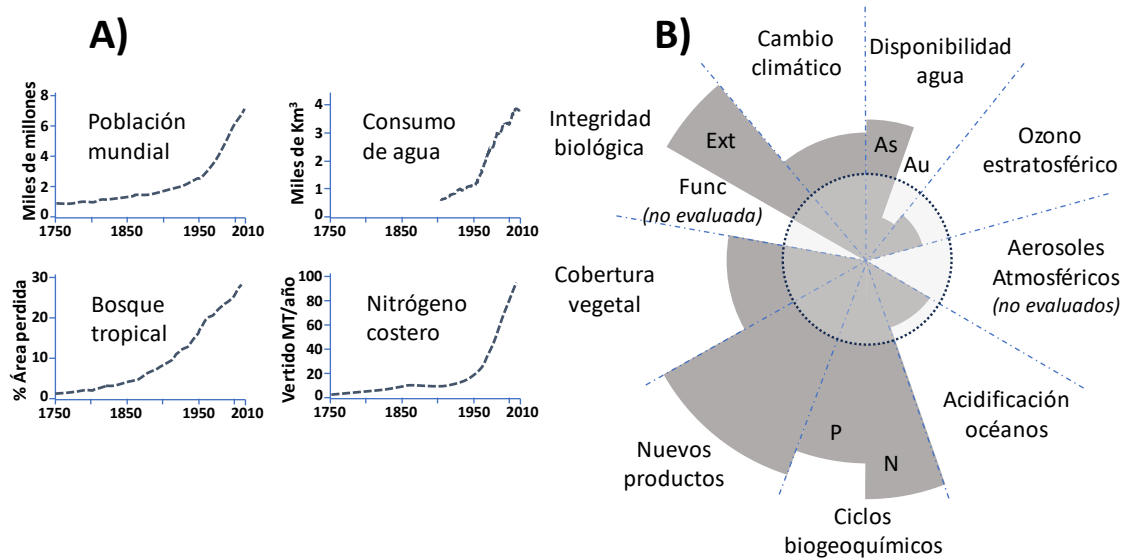 A)
Miles de millones
8
6
4
2
0
Población
mundial
1750
1850
1950
2010
Miles de Km³
4
3
2
1
0
Consumo
de agua
1750
1850
1950
2010
% Área perdida
30
20
10
0
Bosque
tropical
1750
1850
1950
2010
Vertido MT/año
100
80
60
40
20
0
Nitrógeno
costero
1750
1850
1950
2010
B)
Cambio
climático
Disponibilidad
agua
Integridad
biológica
Ext
As
Au
Ozono
estratosférico
Func
(no evaluada)
Aerosoles
Atmosféricos
(no evaluados)
Cobertura
vegetal
Acidificación
océanos
Nuevos
productos
P
N
Ciclos
biogeoquímicos